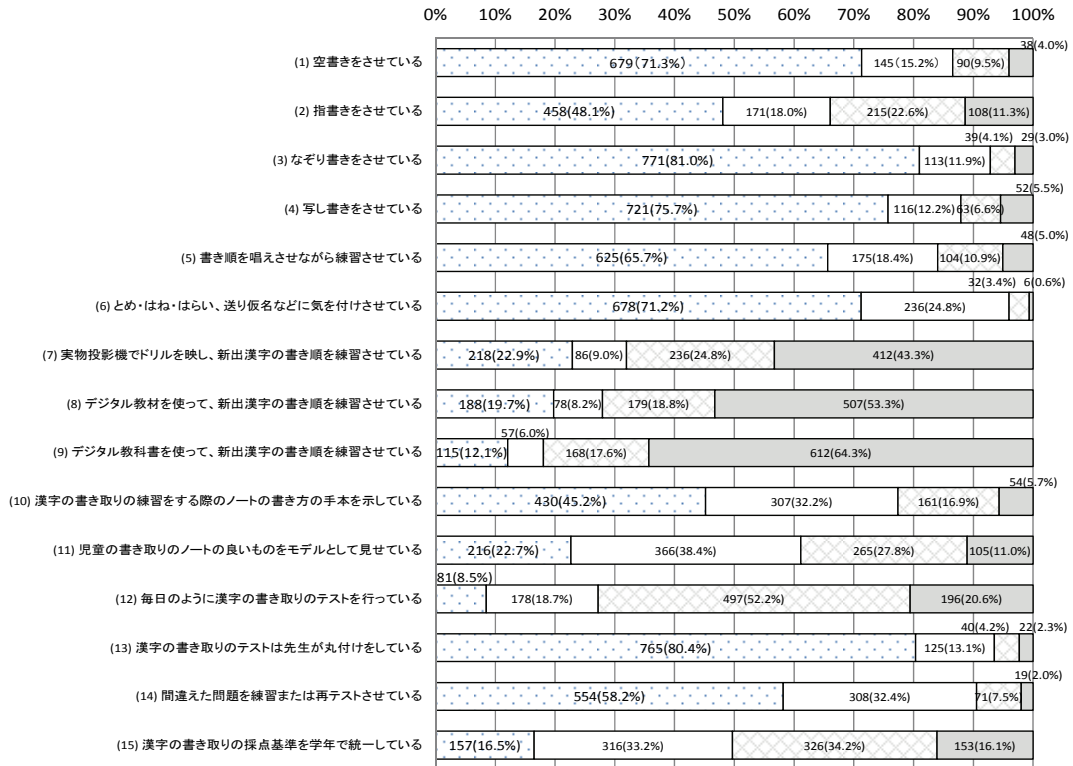 0% 10% 20% 30% 40% 50% 60% 70% 80% 90% 100%
(1) 空書きをさせている 679(71.3%) 145(15.2%) 90(9.5%) 38(4.0%)
(2) 指書きをさせている 458(48.1%) 171(18.0%) 215(22.6%) 108(11.3%)
(3) なぞり書きをさせている 771(81.0%) 113(11.9%) 39(4.1%) 29(3.0%)
(4) 写し書きをさせている 721(75.7%) 116(12.2%) 63(6.6%) 52(5.5%)
(5) 書き順を唱えさせながら練習させている 625(65.7%) 175(18.4%) 104(10.9%) 48(5.0%)
(6) とめ・はね・はらい、送り仮名などに気を付けさせている 678(71.2%) 236(24.8%) 32(3.4%) 6(0.6%)
(7) 実物投影機でドリルを映し、新出漢字の書き順を練習させている 218(22.9%) 86(9.0%) 236(24.8%) 412(43.3%)
(8) デジタル教材を使って、新出漢字の書き順を練習させている 188(19.7%) 78(8.2%) 179(18.8%) 507(53.3%)
(9) デジタル教科書を使って、新出漢字の書き順を練習させている 115(12.1%) 57(6.0%) 168(17.6%) 612(64.3%)
(10) 漢字の書き取りの練習をする際のノートの書き方の手本を示している 430(45.2%) 307(32.2%) 161(16.9%) 54(5.7%)
(11) 児童の書き取りのノートの良いものをモデルとして見せている 216(22.7%) 366(38.4%) 265(27.8%) 105(11.0%)
(12) 毎日のように漢字の書き取りのテストを行っている 81(8.5%) 178(18.7%) 497(52.2%) 196(20.6%)
(13) 漢字の書き取りのテストは先生が丸付けをしている 765(80.4%) 125(13.1%) 40(4.2%) 22(2.3%)
(14) 間違えた問題を練習または再テストさせている 554(58.2%) 308(32.4%) 71(7.5%) 19(2.0%)
(15) 漢字の書き取りの採点基準を学年で統一している 157(16.5%) 316(33.2%) 326(34.2%) 153(16.1%)